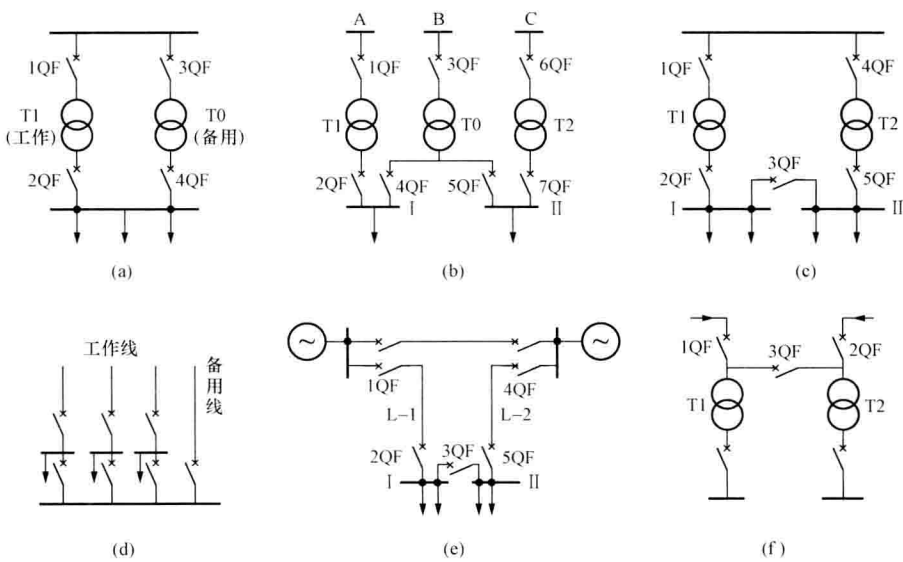 1QF
3QF
T1
(工作)
T0
(备用)
2QF
4QF
(a)
A
B
C
1QF
3QF
6QF
T1
T0
T2
2QF
4QF
5QF
7QF
I
II
(b)
1QF
4QF
T1
T2
3QF
2QF
5QF
I
II
(c)
工作线
备用线
(d)
~
~
1QF
4QF
L-1
L-2
2QF
3QF
5QF
I
II
(e)
1QF
3QF
2QF
T1
T2
(f)